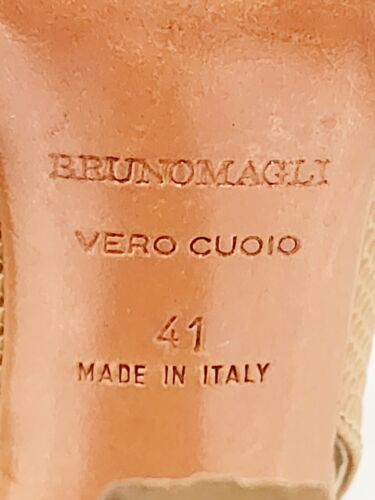 BRUNOMAGLI
VERO CUOIO
41
MADE IN ITALY